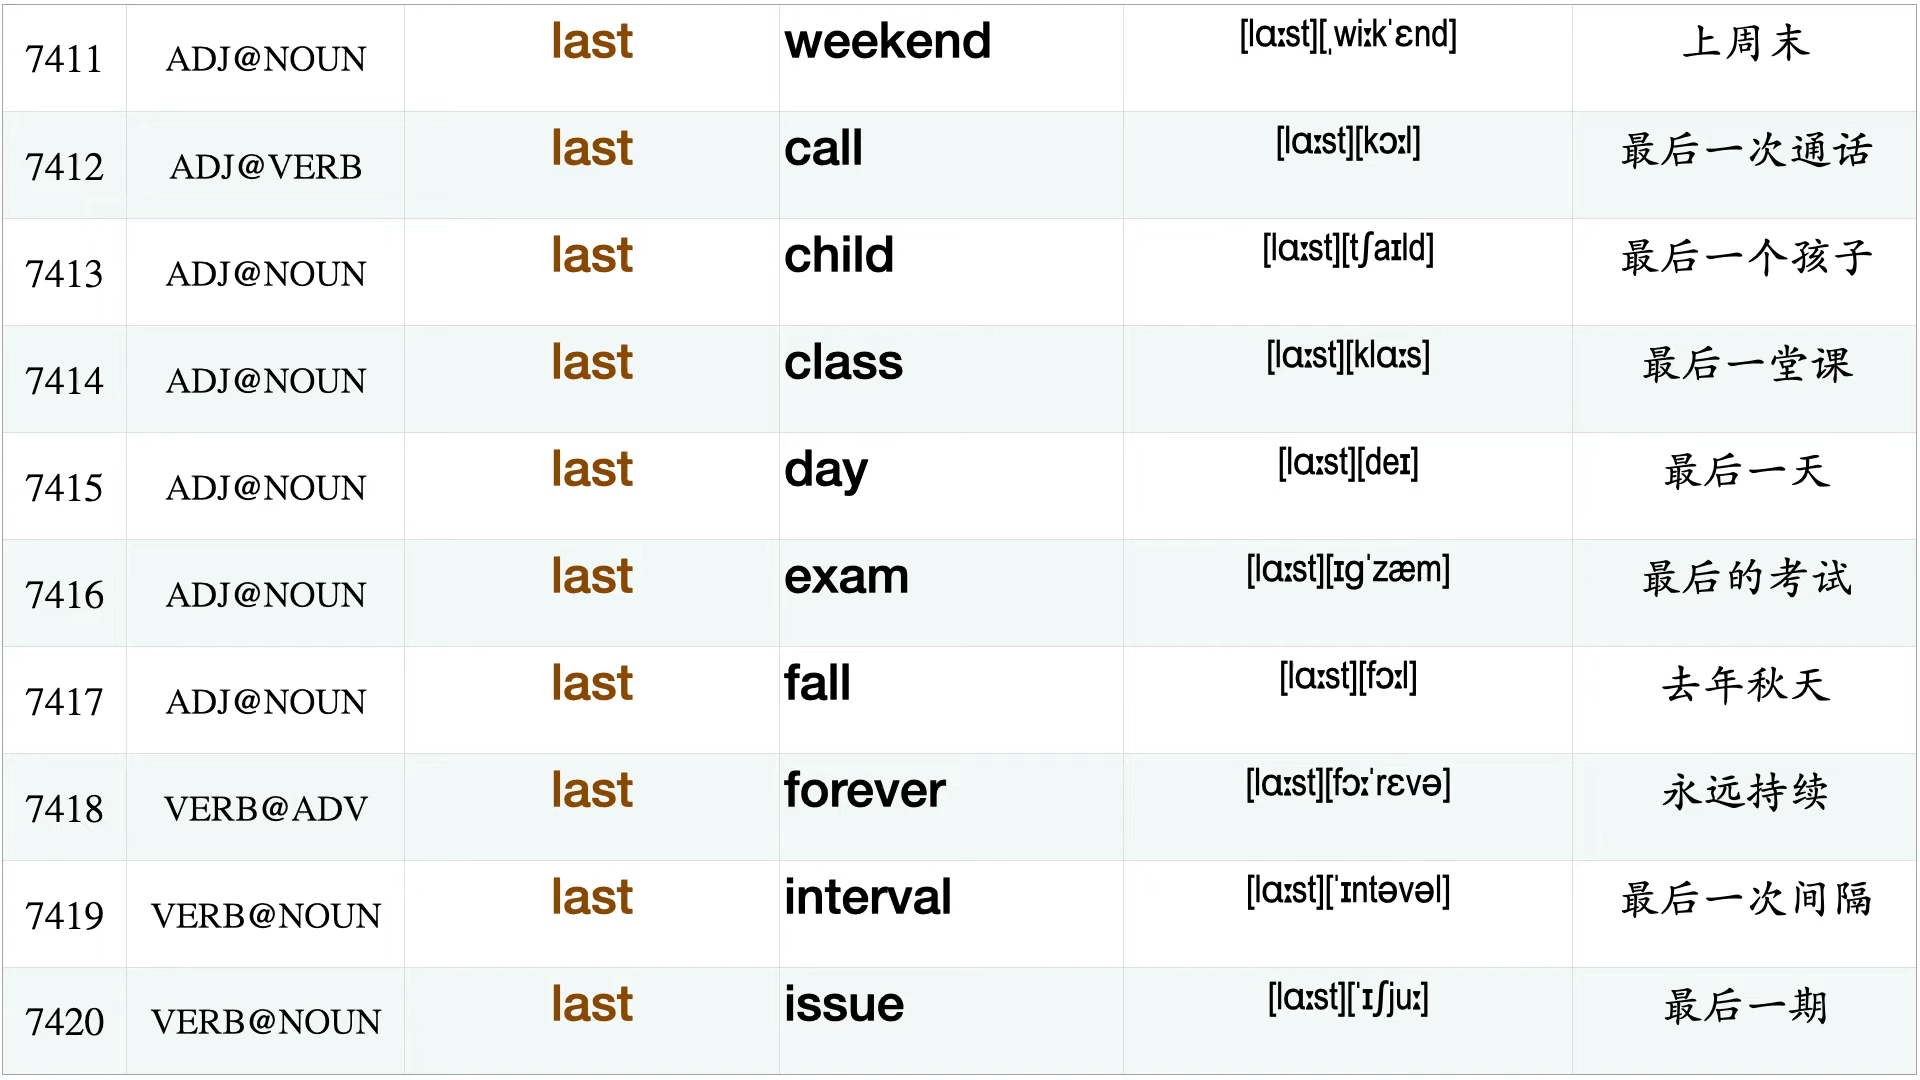 7411 ADJ@NOUN last weekend [lɑːst][ˌwiːkˈɛnd] 上周末
7412 ADJ@VERB last call [lɑːst][kɔːl] 最后一次通话
7413 ADJ@NOUN last child [lɑːst][tʃaɪld] 最后一个孩子
7414 ADJ@NOUN last class [lɑːst][klɑːs] 最后一堂课
7415 ADJ@NOUN last day [lɑːst][deɪ] 最后一天
7416 ADJ@NOUN last exam [lɑːst][ɪgˈzæm] 最后的考试
7417 ADJ@NOUN last fall [lɑːst][fɔːl] 去年秋天
7418 VERB@ADV last forever [lɑːst][fɔːˈrɛvə] 永远持续
7419 VERB@NOUN last interval [lɑːst][ˈɪntəvəl] 最后一次间隔
7420 VERB@NOUN last issue [lɑːst][ˈɪʃjuː] 最后一期